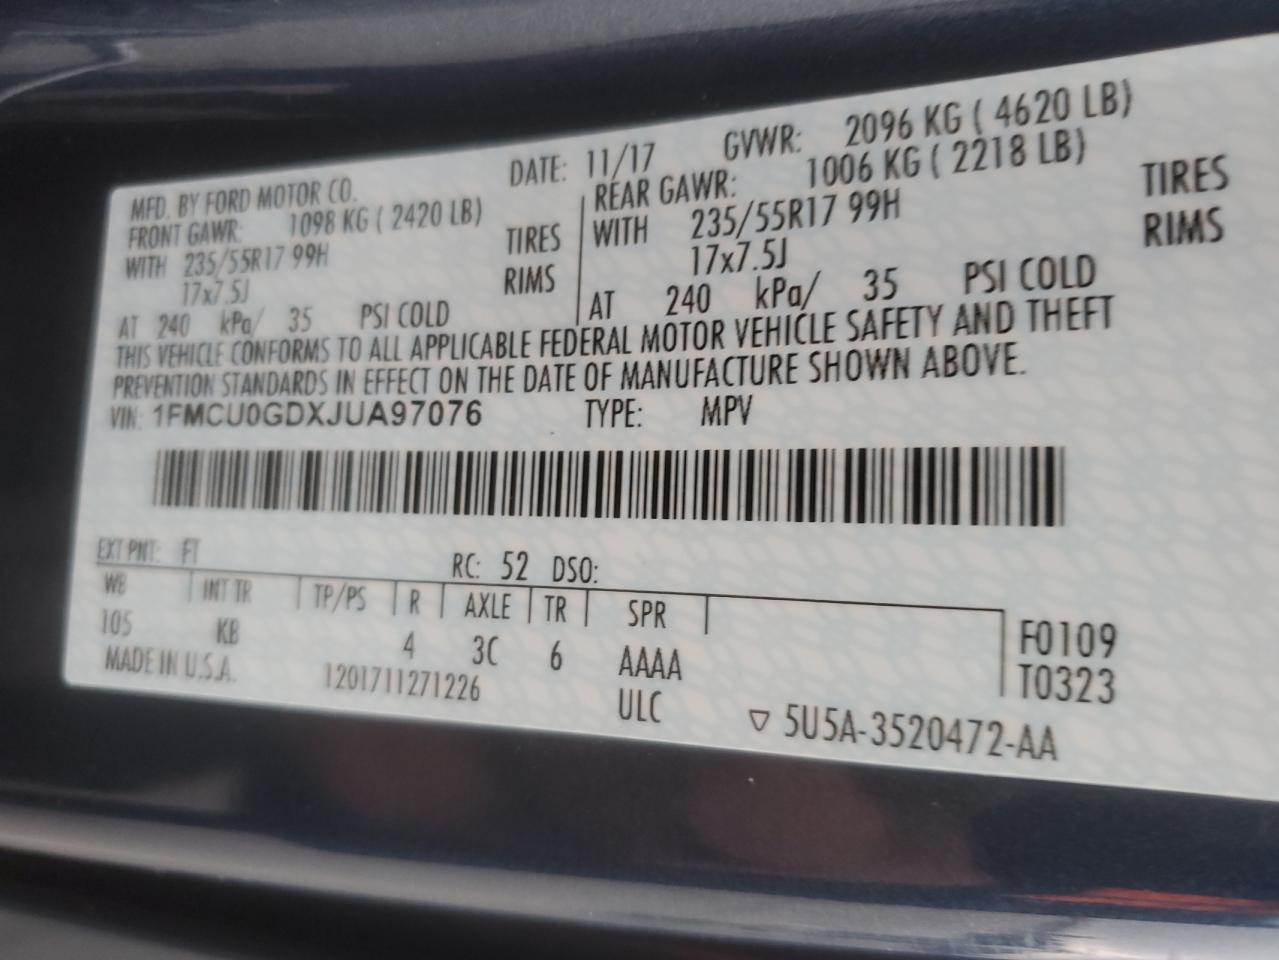 MFD. BY FORD MOTOR CO. DATE: 11/17 GVWR: 2096 KG ( 4620 LB)
FRONT GAWR: 1098 KG ( 2420 LB) REAR GAWR: 1006 KG ( 2218 LB)
WITH 235/55R17 99H TIRES WITH 235/55R17 99H TIRES
17x7.5J RIMS 17x7.5J RIMS
AT 240 kPa/ 35 PSI COLD AT 240 kPa/ 35 PSI COLD
THIS VEHICLE CONFORMS TO ALL APPLICABLE FEDERAL MOTOR VEHICLE SAFETY AND THEFT
PREVENTION STANDARDS IN EFFECT ON THE DATE OF MANUFACTURE SHOWN ABOVE.
VIN: 1FMCU0GDXJUA97076 TYPE: MPV
EXT PNT: FT RC: 52 DSO:
WB INT TR TP/PS R AXLE TR SPR
105 KB 4 3C 6 AAAA F0109
MADE IN U.S.A. 1201711271226 ULC T0323
▽ 5U5A-3520472-AA